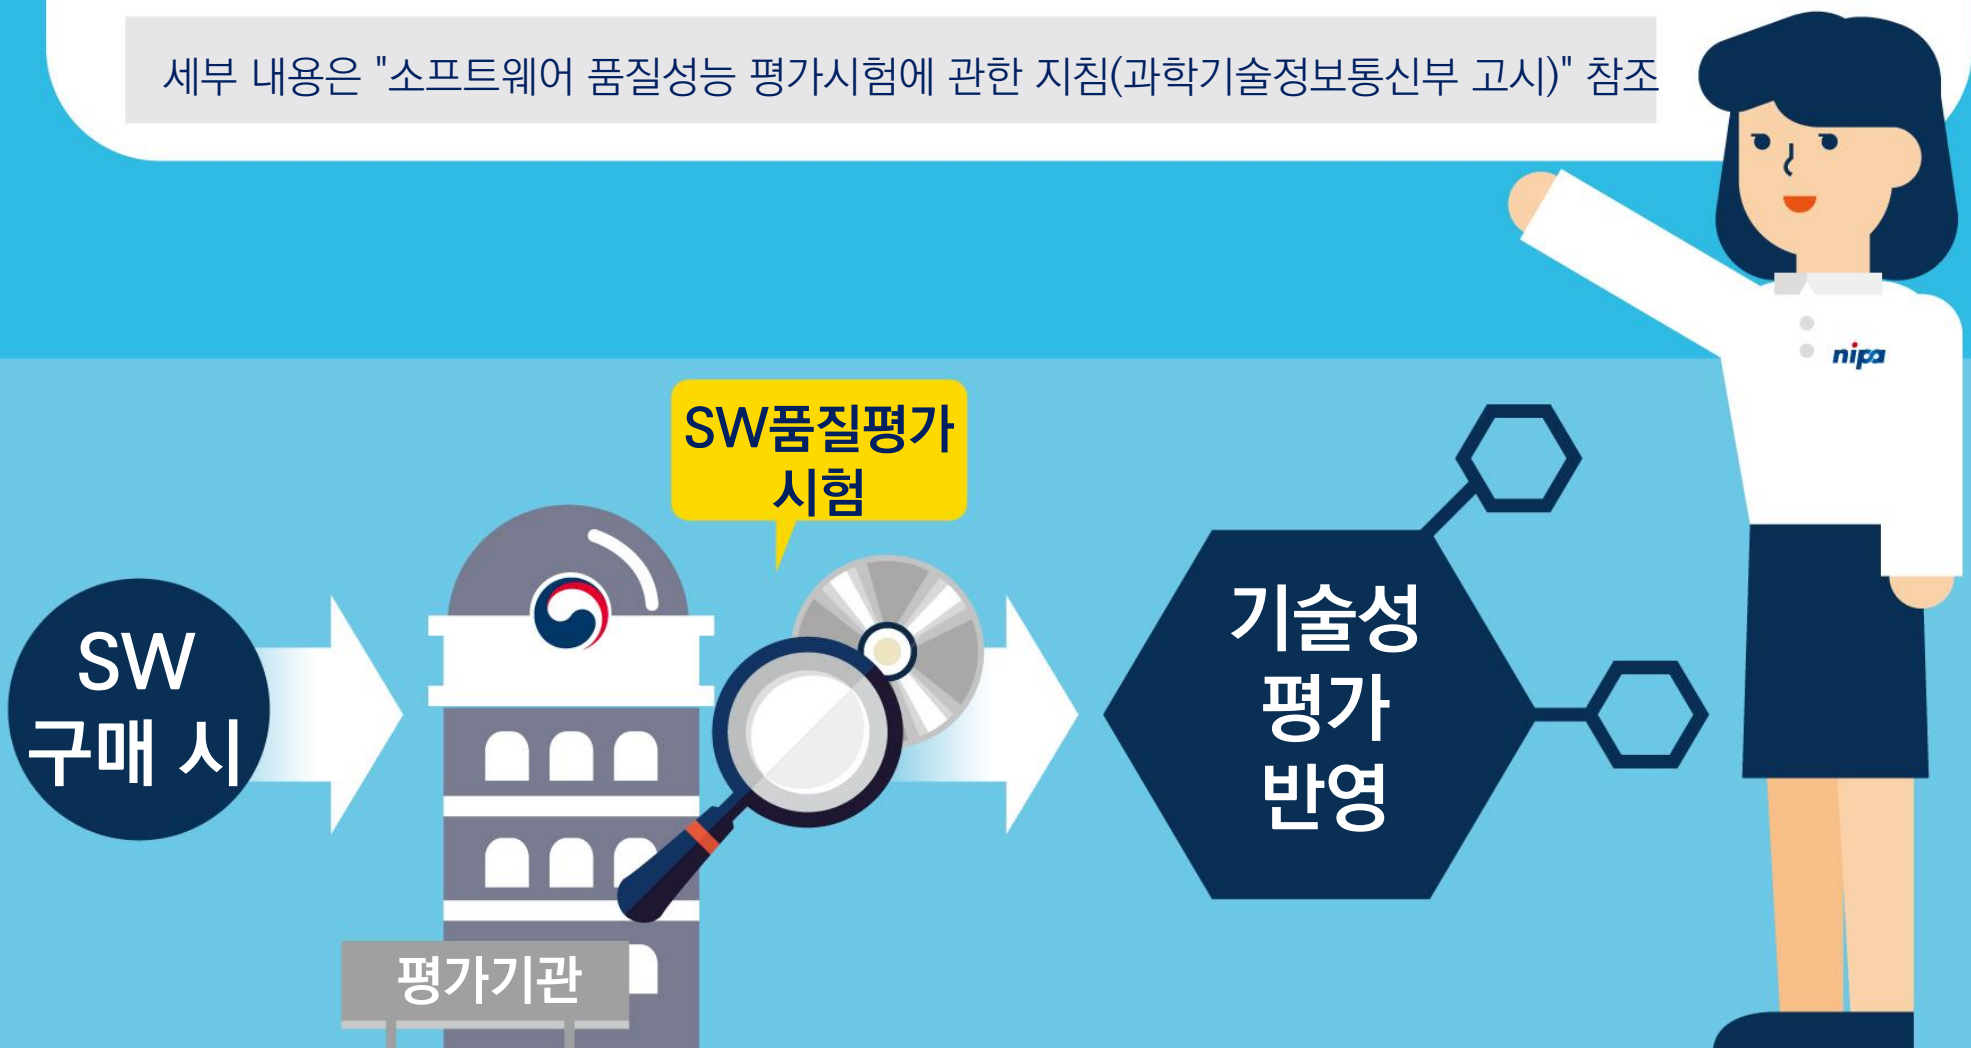 세부 내용은 "소프트웨어 품질성능 평가시험에 관한 지침(과학기술정보통신부 고시)" 참조
nipa
SW품질평가
시험
SW
구매 시
기술성
평가
반영
평가기관